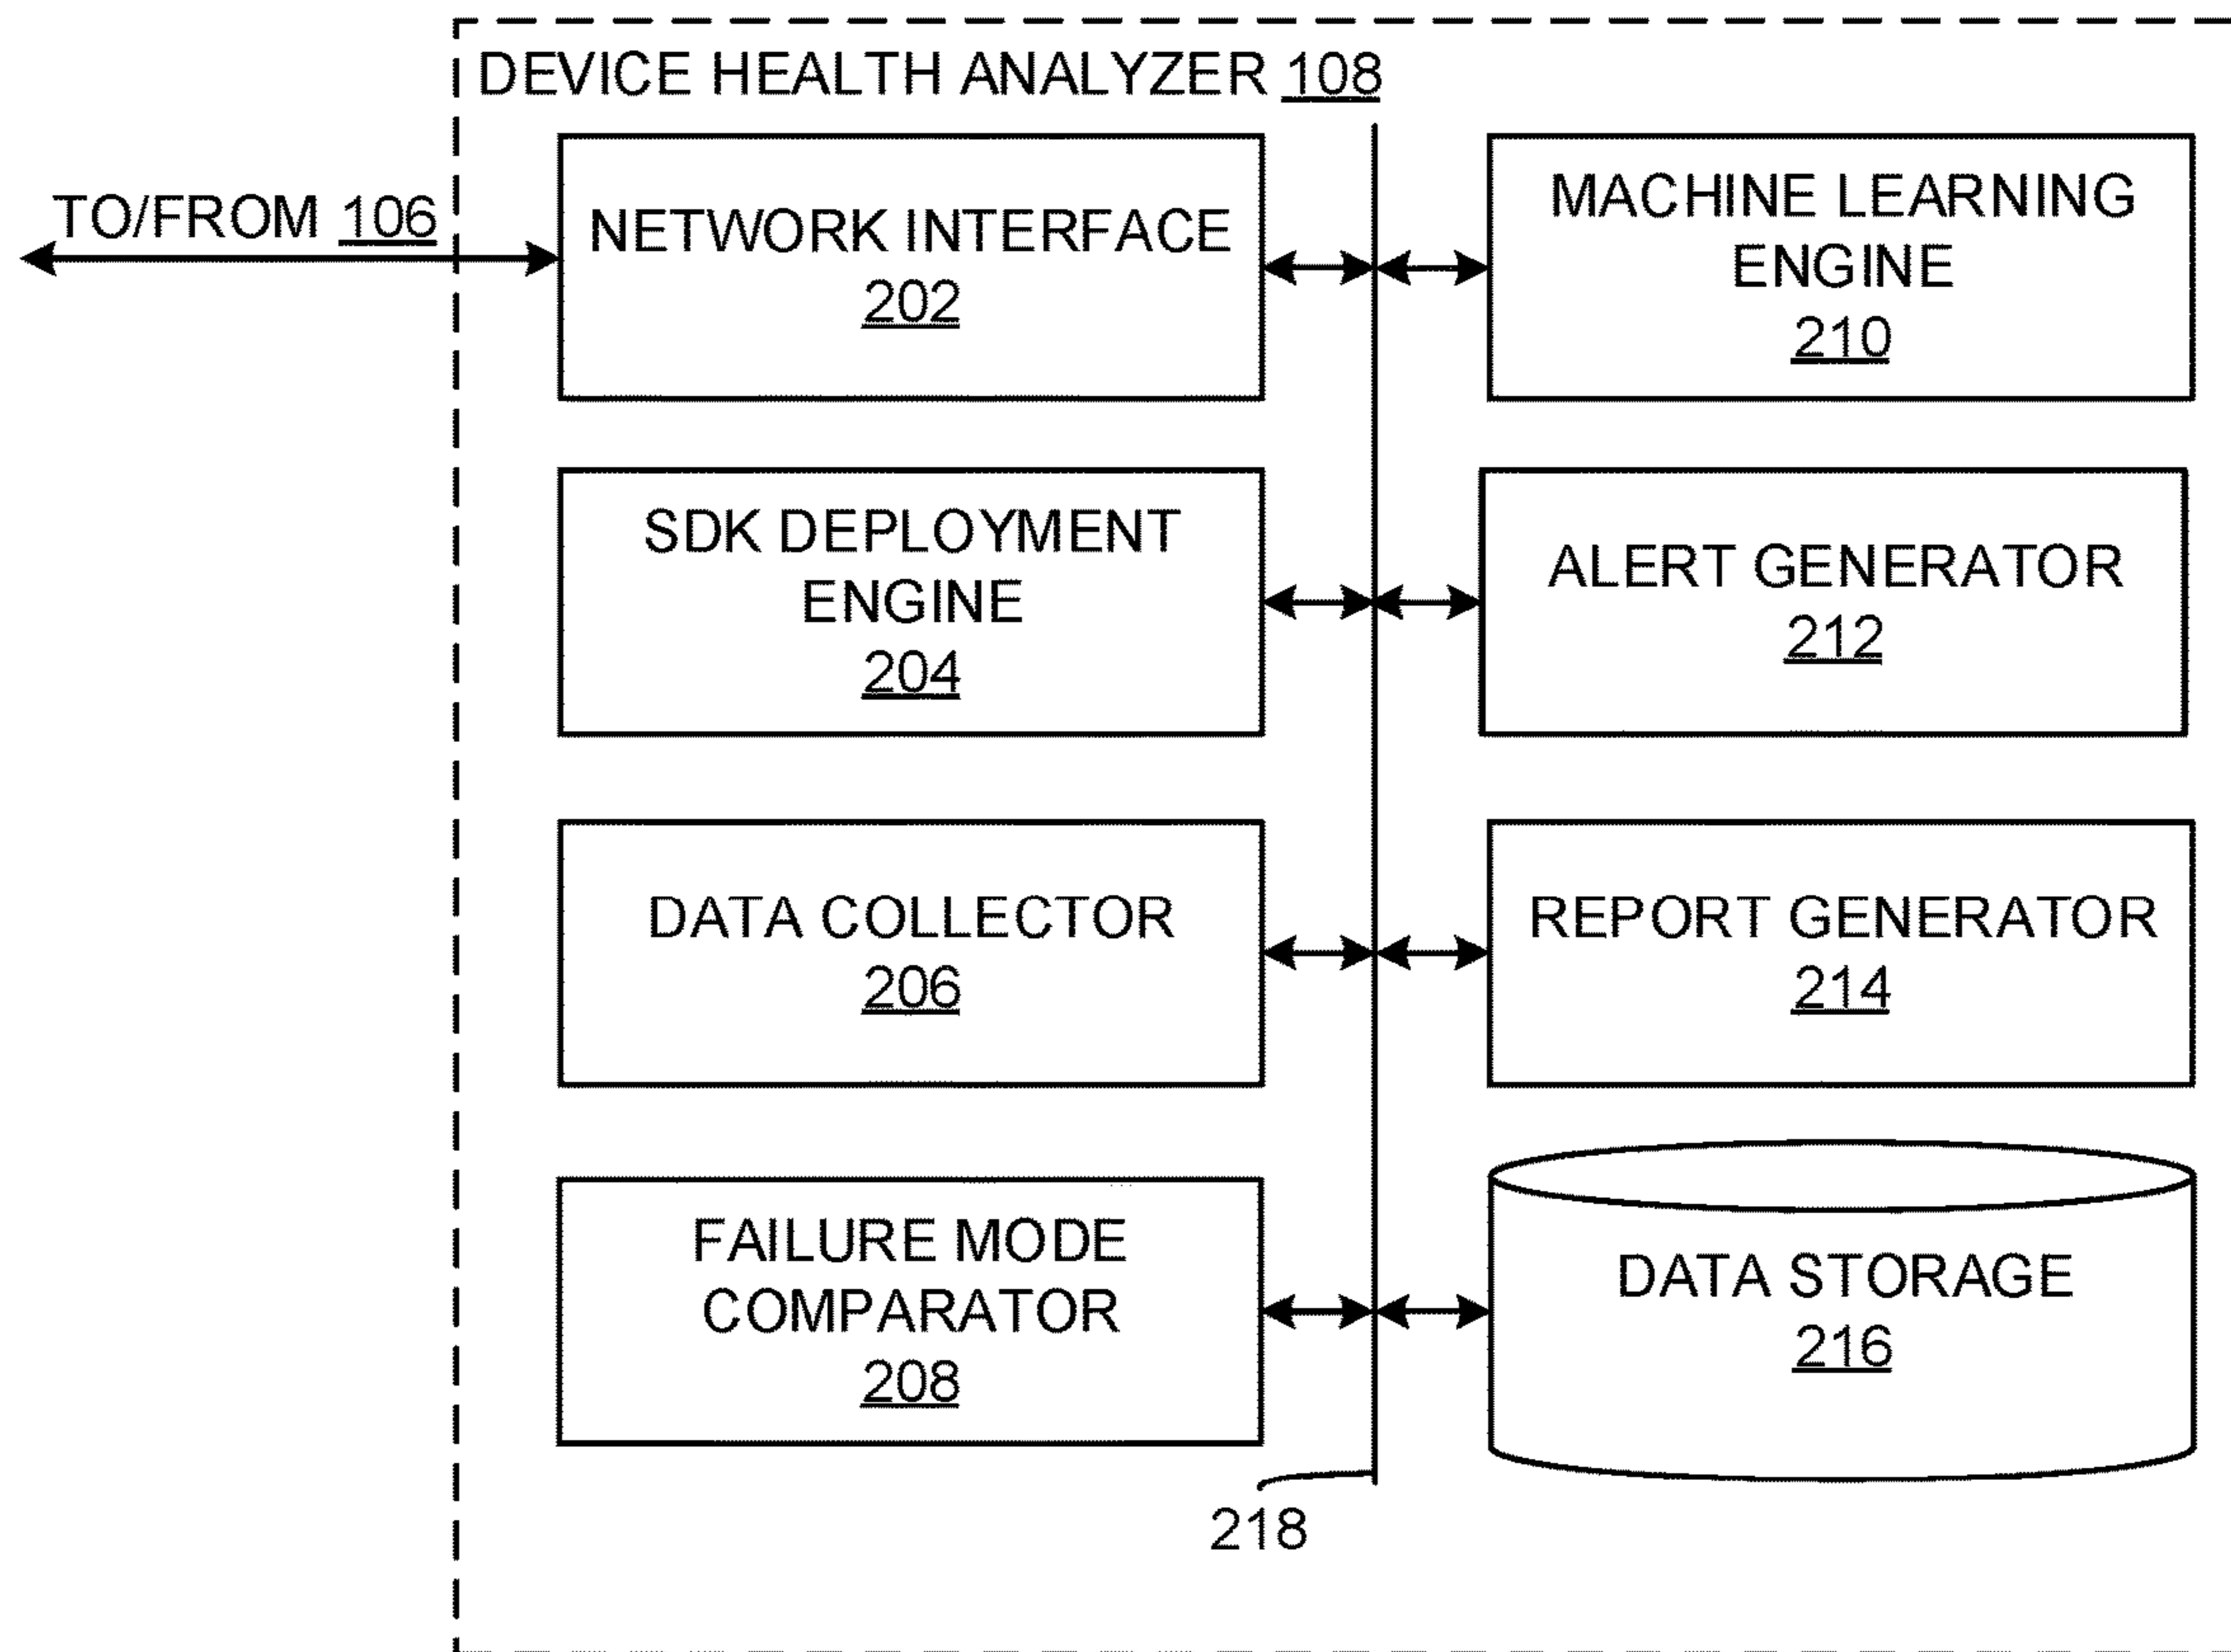 DEVICE HEALTH ANALYZER 108
TO/FROM 106
NETWORK INTERFACE
202
MACHINE LEARNING
ENGINE
210
SDK DEPLOYMENT
ENGINE
204
ALERT GENERATOR
212
DATA COLLECTOR
206
REPORT GENERATOR
214
FAILURE MODE
COMPARATOR
208
DATA STORAGE
216
218